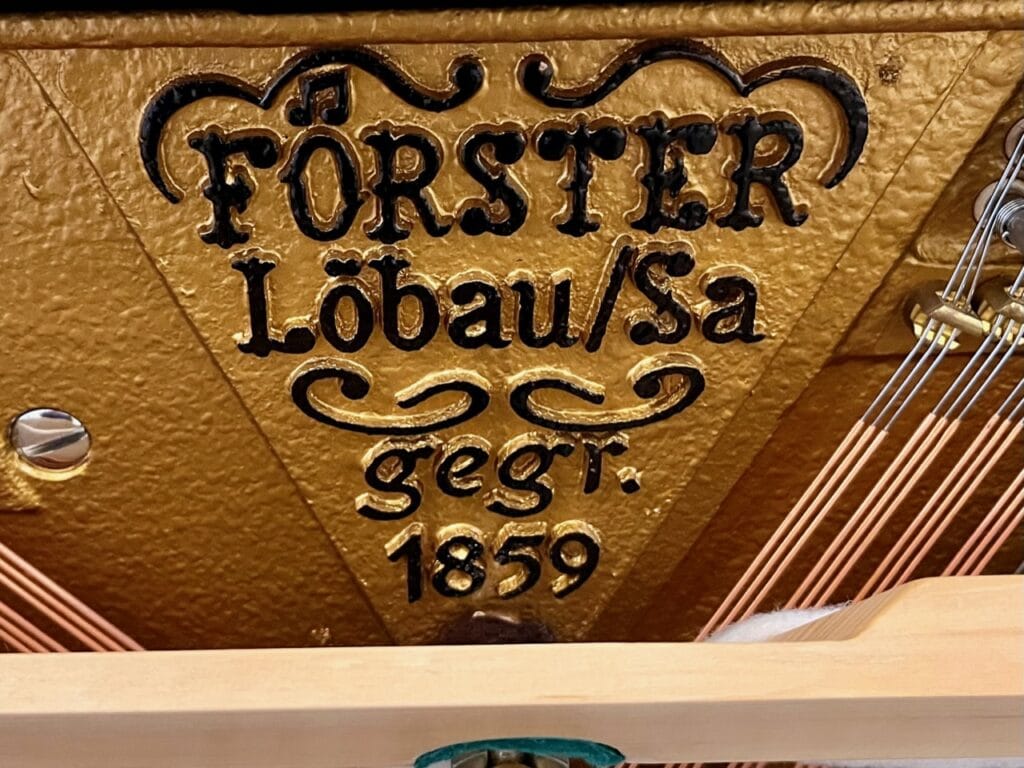 FÖRSTER
Löbau/Sa
gegr.
1859